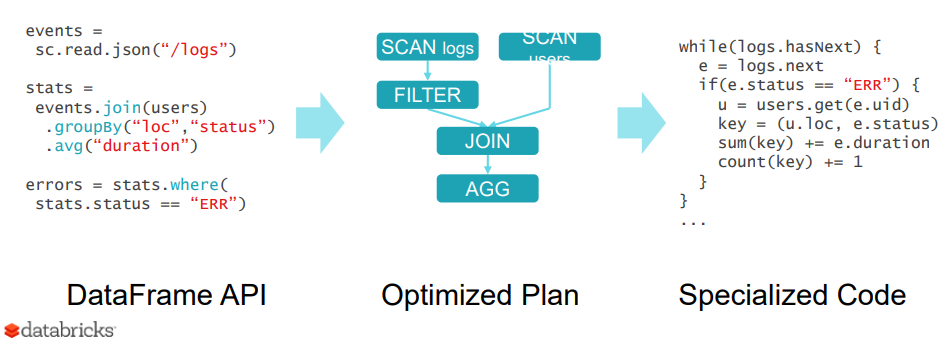 events =
sc.read.json(“/logs”)
stats =
events.join(users)
.groupBy(“loc”,“status”)
.avg(“duration”)
errors = stats.where(
stats.status == “ERR”)
SCAN logs
SCAN
users
FILTER
JOIN
AGG
while(logs.hasNext) {
e = logs.next
if(e.status == “ERR”) {
u = users.get(e.uid)
key = (u.loc, e.status)
sum(key) += e.duration
count(key) += 1
}
}
...
DataFrame API
Optimized Plan
Specialized Code
databricks